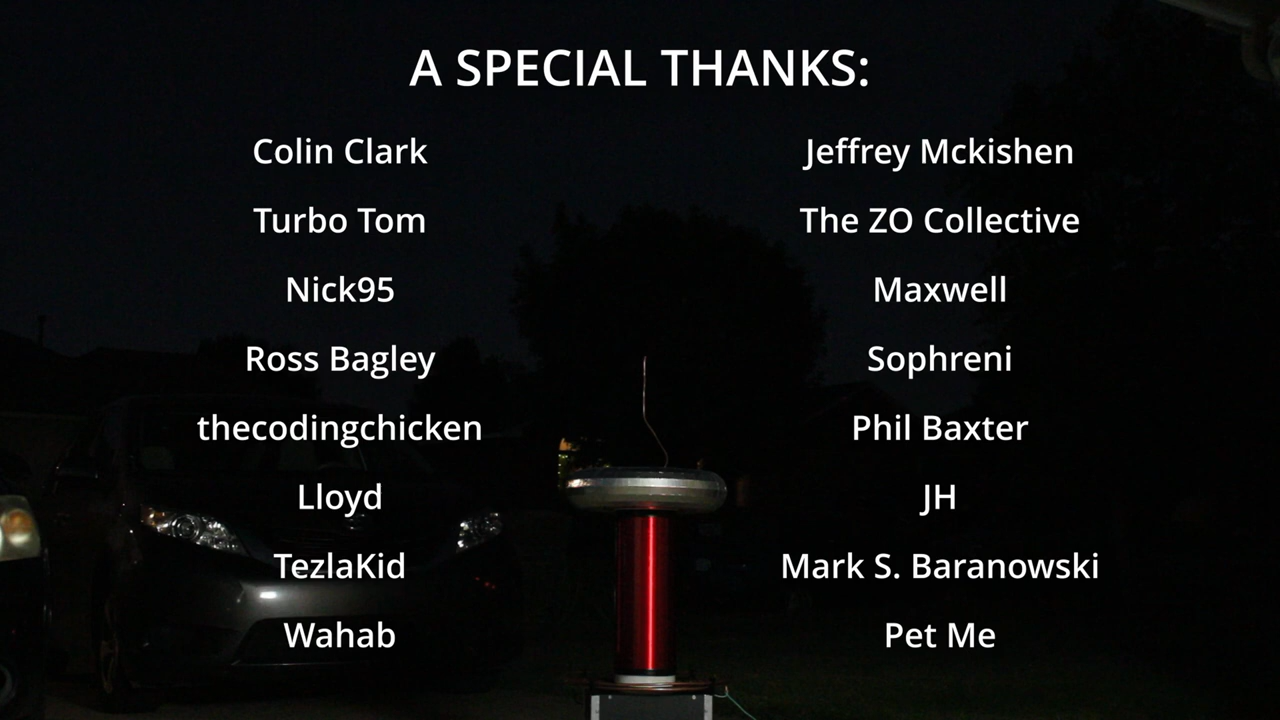 A SPECIAL THANKS:
Colin Clark
Turbo Tom
Nick95
Ross Bagley
thecodingchicken
Lloyd
TezlaKid
Wahab
Jeffrey Mckishen
The ZO Collective
Maxwell
Sophreni
Phil Baxter
JH
Mark S. Baranowski
Pet Me